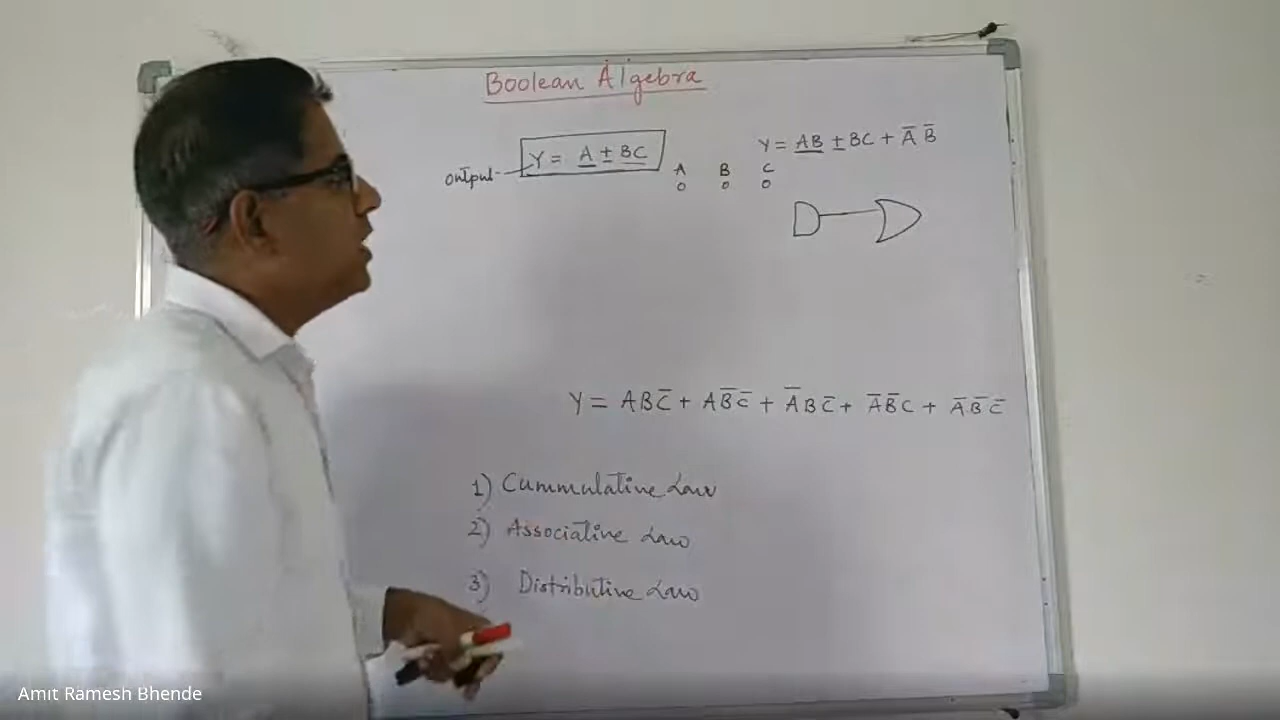 Boolean Algebra
Y = A + BC
output
Y = AB + BC + A̅ B̅
A B C
0 0 0
Y = ABC̅ + AB̅C̅ + A̅BC̅ + A̅B̅C + A̅B̅C̅
1) Cummulative Law
2) Associative Law
3) Distributive Law
Amit Ramesh Bhende